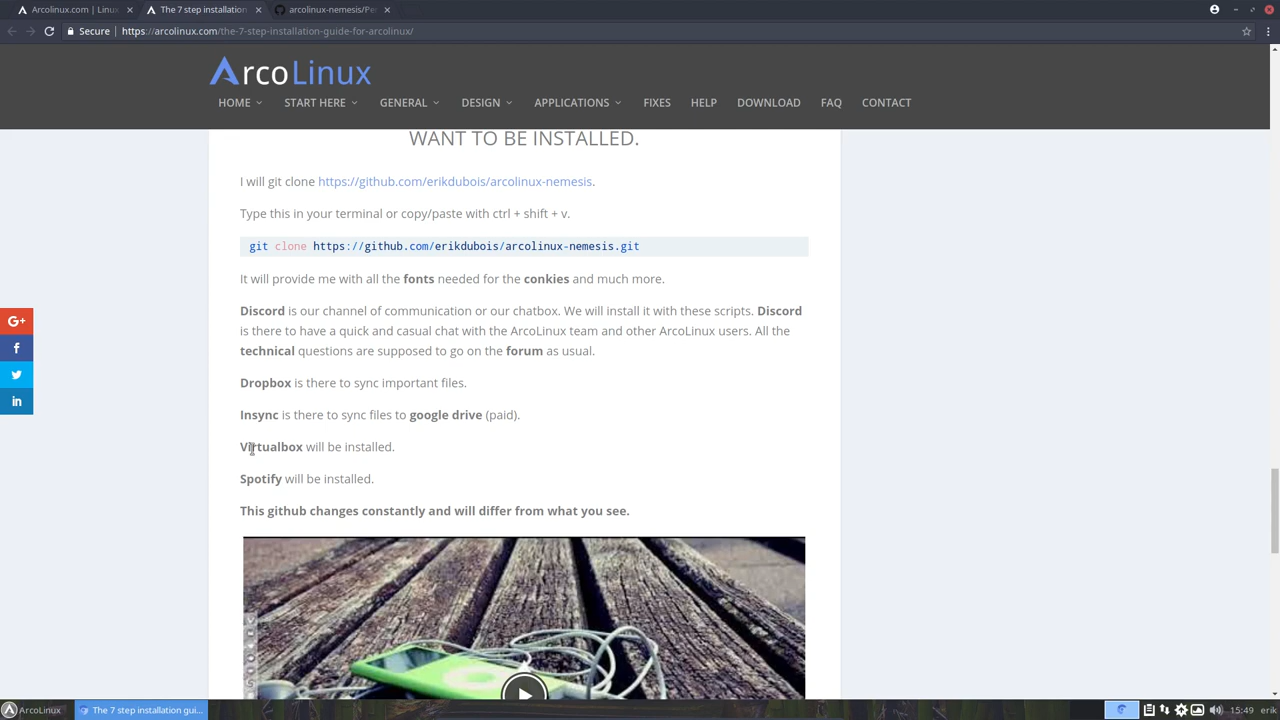 Arcolinux.com | Linux
The 7 step installation
arcolinux-nemesis/Per
Secure
https://arcolinux.com/the-7-step-installation-guide-for-arcolinux/
ArcoLinux
HOME
START HERE
GENERAL
DESIGN
APPLICATIONS
FIXES
HELP
DOWNLOAD
FAQ
CONTACT
WANT TO BE INSTALLED.
I will git clone https://github.com/erikdubois/arcolinux-nemesis.
Type this in your terminal or copy/paste with ctrl + shift + v.
git clone https://github.com/erikdubois/arcolinux-nemesis.git
It will provide me with all the fonts needed for the conkies and much more.
Discord is our channel of communication or our chatbox. We will install it with these scripts. Discord
is there to have a quick and casual chat with the ArcoLinux team and other ArcoLinux users. All the
technical questions are supposed to go on the forum as usual.
Dropbox is there to sync important files.
Insync is there to sync files to google drive (paid).
Virtualbox will be installed.
Spotify will be installed.
This github changes constantly and will differ from what you see.
G+
f
in
ArcoLinux
The 7 step installation gui...
15:49
erik